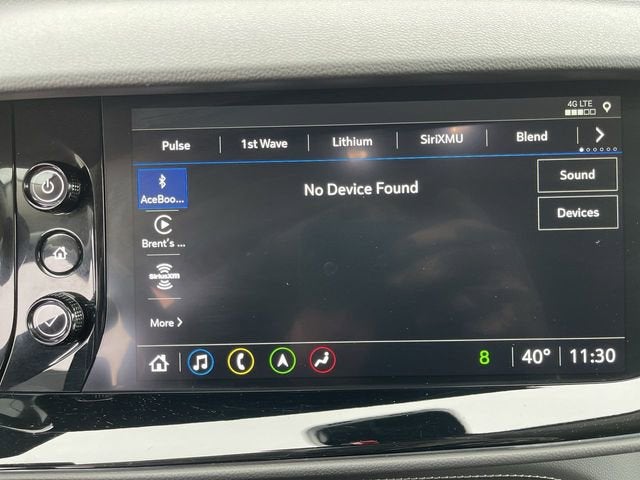 4G LTE
Pulse 1st Wave Lithium SiriXMU Blend
AceBoo...
No Device Found
Sound
Devices
Brent's ...
SiriusXM
More
8 40° 11:30